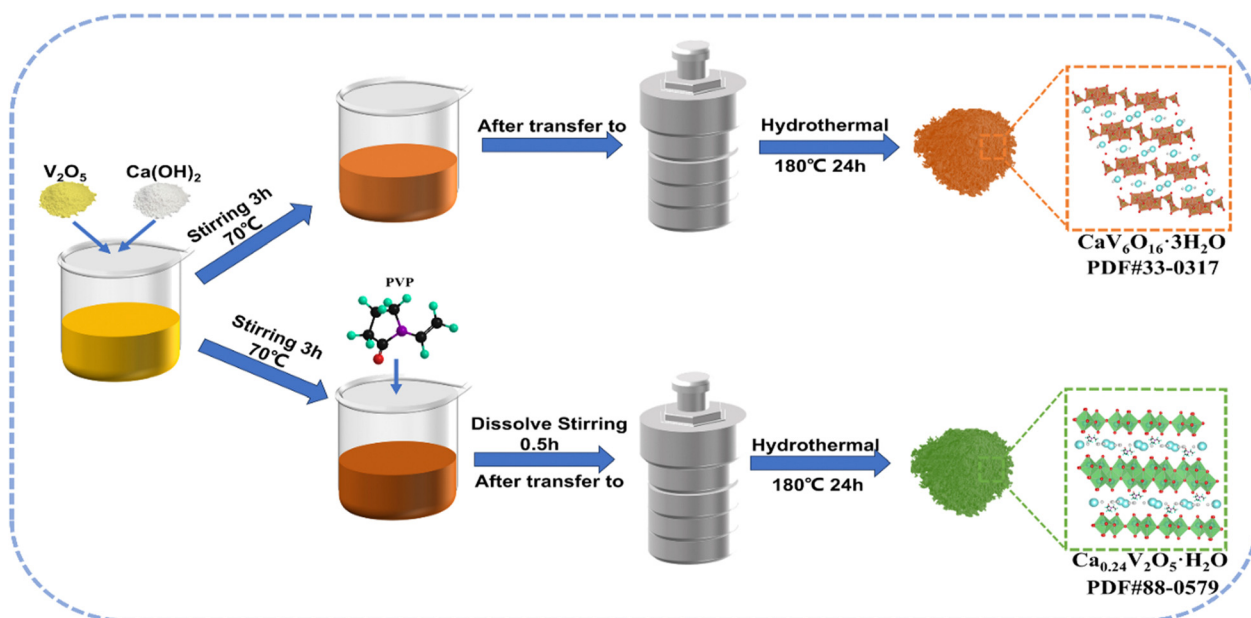 V₂O₅
Ca(OH)₂
Stirring 3h
70℃
After transfer to
Hydrothermal
180℃ 24h
CaV₆O₁₆·3H₂O
PDF#33-0317
Stirring 3h
70℃
PVP
Dissolve Stirring
0.5h
After transfer to
Hydrothermal
180℃ 24h
Ca₀.₂₄V₂O₅·H₂O
PDF#88-0579